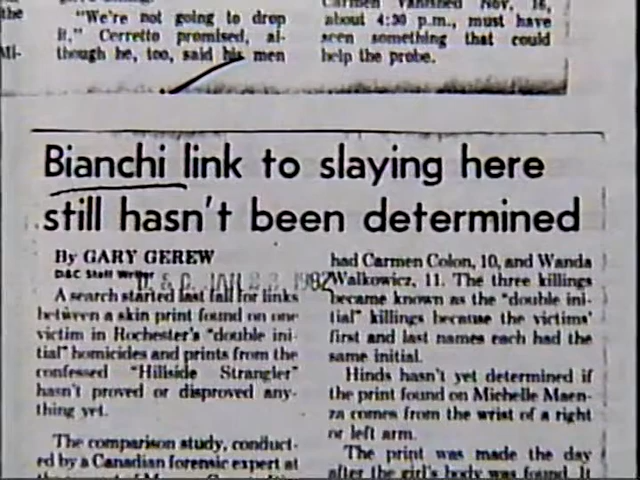 the
Mi-
"We're not going to drop
it," Cerretto promised, al-
though he, too, said his men
Carmen vanished Nov. 16,
about 4:30 p.m., must have
seen something that could
help the probe.
Bianchi link to slaying here
still hasn't been determined
By GARY GEREW
D&C Staff Writer
D. & C. JAN 23 1982
A search started last fall for links
between a skin print found on one
victim in Rochester's "double ini-
tial" homicides and prints from the
confessed "Hillside Strangler"
hasn't proved or disproved any-
thing yet.
The comparison study, conduct-
ed by a Canadian forensic expert at
had Carmen Colon, 10, and Wanda
Walkowicz, 11. The three killings
became known as the "double ini-
tial" killings because the victims'
first and last names each had the
same initial.
Hinds hasn't yet determined if
the print found on Michelle Maen-
za comes from the wrist of a right
or left arm.
The print was made the day
after the girl's body was found. It